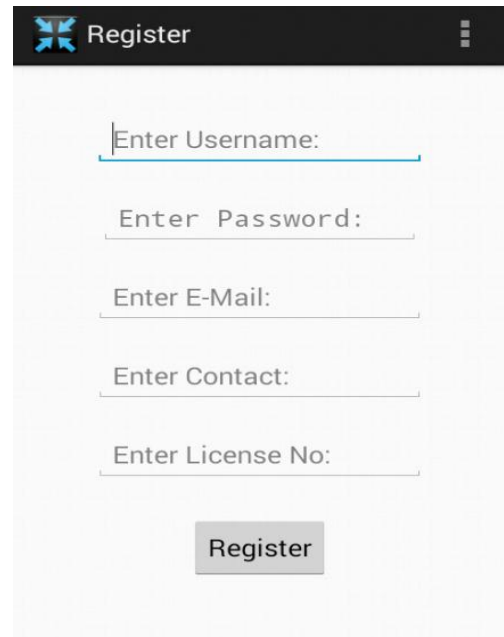 Register
Enter Username:
Enter Password:
Enter E-Mail:
Enter Contact:
Enter License No:
Register